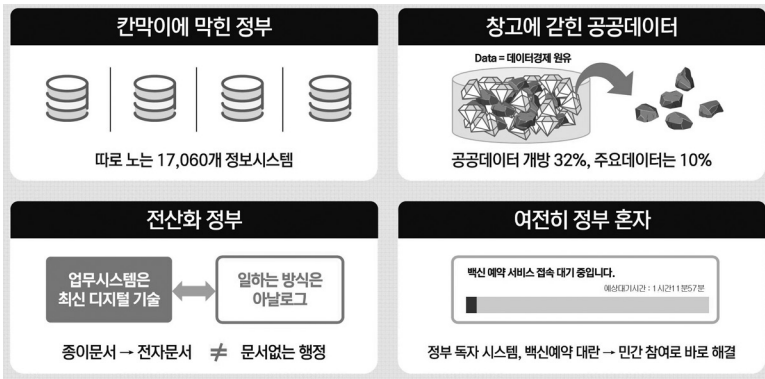 칸막이에 막힌 정부
따로 노는 17,060개 정보시스템
창고에 갇힌 공공데이터
Data = 데이터경제 원유
공공데이터 개방 32%, 주요데이터는 10%
전산화 정부
업무시스템은
최신 디지털 기술
일하는 방식은
아날로그
종이문서 → 전자문서 ≠ 문서없는 행정
여전히 정부 혼자
백신 예약 서비스 접속 대기 중입니다.
예상대기시간 : 1시간11분57분
정부 독자 시스템, 백신예약 대란 → 민간 참여로 바로 해결